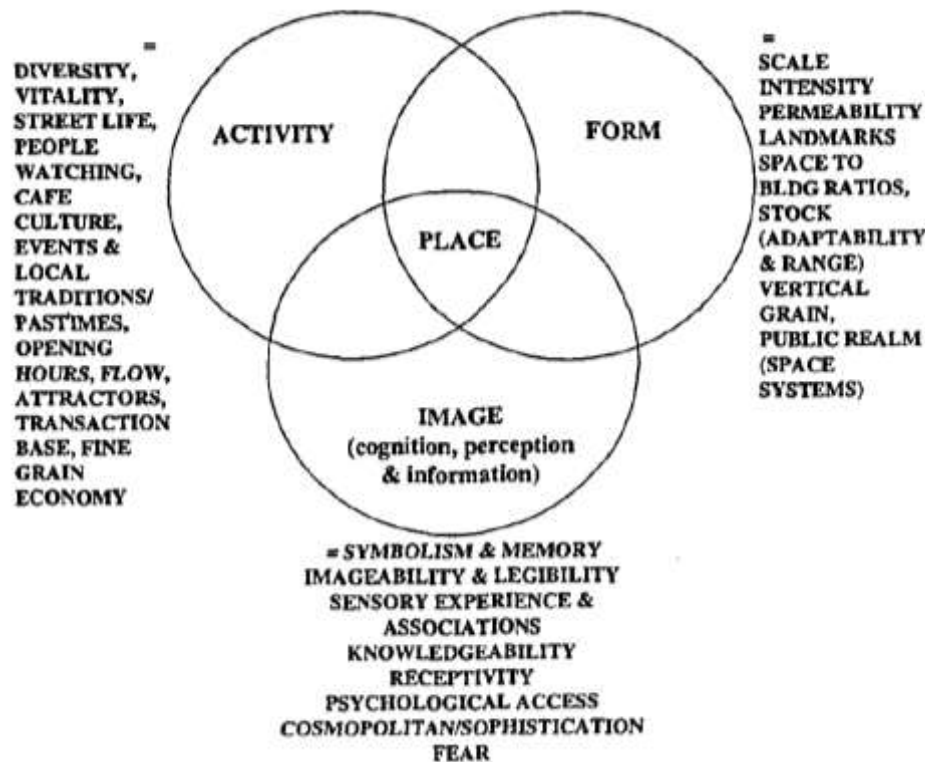 =
DIVERSITY,
VITALITY,
STREET LIFE,
PEOPLE
WATCHING,
CAFE
CULTURE,
EVENTS &
LOCAL
TRADITIONS/
PASTIMES,
OPENING
HOURS, FLOW,
ATTRACTORS,
TRANSACTION
BASE, FINE
GRAIN
ECONOMY
ACTIVITY
FORM
PLACE
IMAGE
(cognition, perception
& information)
=
SCALE
INTENSITY
PERMEABILITY
LANDMARKS
SPACE TO
BLDG RATIOS,
STOCK
(ADAPTABILITY
& RANGE)
VERTICAL
GRAIN,
PUBLIC REALM
(SPACE
SYSTEMS)
= SYMBOLISM & MEMORY
IMAGEABILITY & LEGIBILITY
SENSORY EXPERIENCE &
ASSOCIATIONS
KNOWLEDGEABILITY
RECEPTIVITY
PSYCHOLOGICAL ACCESS
COSMOPOLITAN/SOPHISTICATION
FEAR